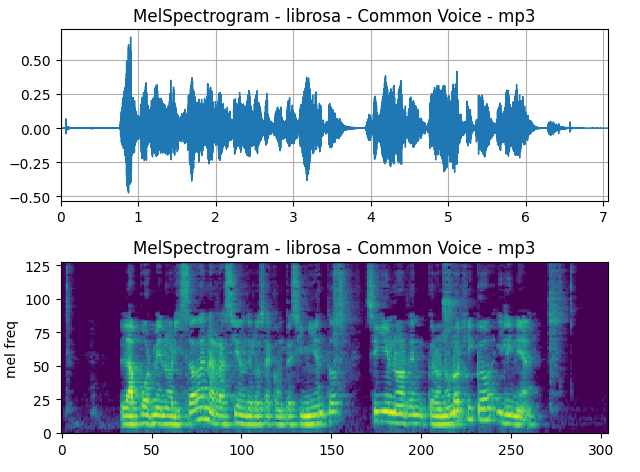 MelSpectrogram - librosa - Common Voice - mp3
0.50
0.25
0.00
−0.25
−0.50
0 1 2 3 4 5 6 7
MelSpectrogram - librosa - Common Voice - mp3
mel freq
125
100
75
50
25
0
0 50 100 150 200 250 300